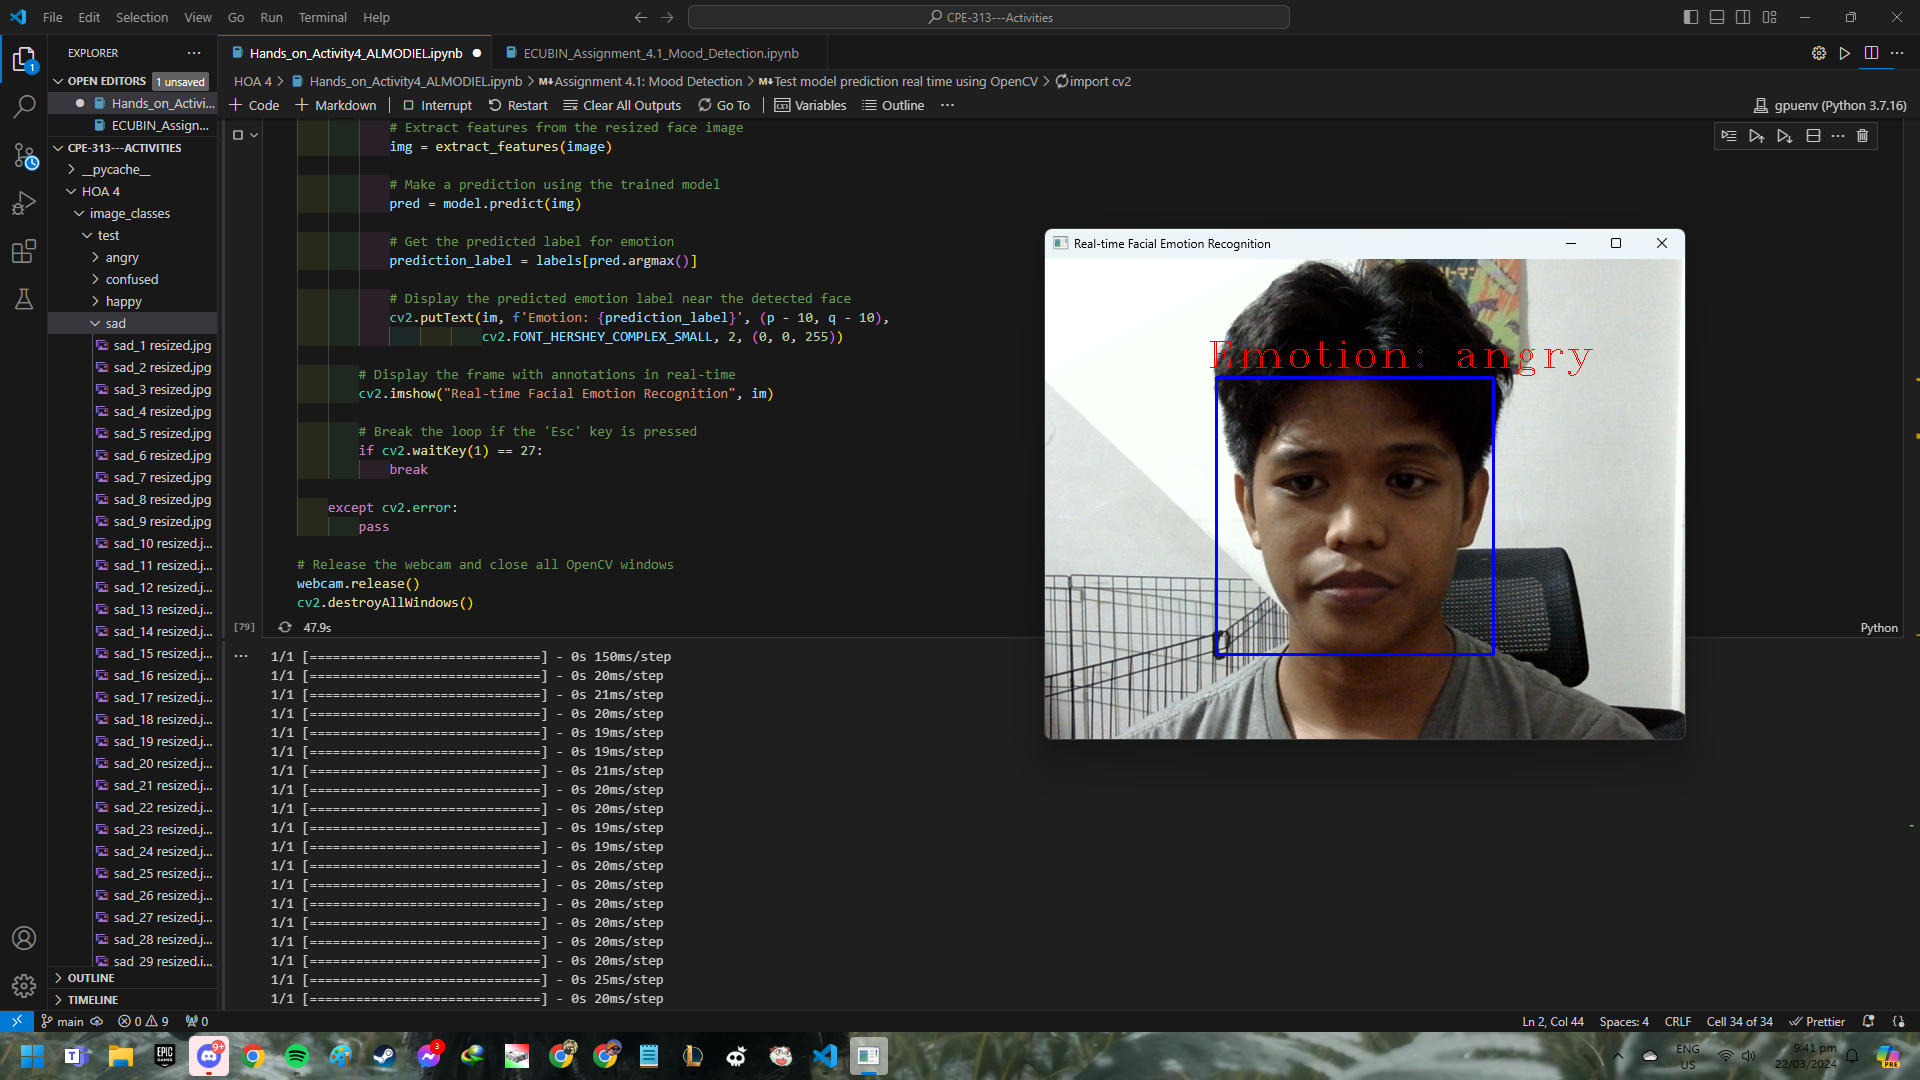 File Edit Selection View Go Run Terminal Help
CPE-313---Activities
EXPLORER
OPEN EDITORS 1 unsaved
Hands_on_Activi...
ECUBIN_Assign...
CPE-313---ACTIVITIES
__pycache__
HOA 4
image_classes
test
angry
confused
happy
sad
sad_1 resized.jpg
sad_2 resized.jpg
sad_3 resized.jpg
sad_4 resized.jpg
sad_5 resized.jpg
sad_6 resized.jpg
sad_7 resized.jpg
sad_8 resized.jpg
sad_9 resized.jpg
sad_10 resized.j...
sad_11 resized.j...
sad_12 resized.j...
sad_13 resized.j...
sad_14 resized.j...
sad_15 resized.j...
sad_16 resized.j...
sad_17 resized.j...
sad_18 resized.j...
sad_19 resized.j...
sad_20 resized.j...
sad_21 resized.j...
sad_22 resized.j...
sad_23 resized.j...
sad_24 resized.j...
sad_25 resized.j...
sad_26 resized.j...
sad_27 resized.j...
sad_28 resized.j...
sad_29 resized.j...
OUTLINE
TIMELINE
Hands_on_Activity4_ALMODIEL.ipynb
ECUBIN_Assignment_4.1_Mood_Detection.ipynb
HOA 4 > Hands_on_Activity4_ALMODIEL.ipynb > M↓Assignment 4.1: Mood Detection > M↓Test model prediction real time using OpenCV > import cv2
+ Code + Markdown Interrupt Restart Clear All Outputs Go To Variables Outline ...
gpuenv (Python 3.7.16)
# Extract features from the resized face image
img = extract_features(image)
# Make a prediction using the trained model
pred = model.predict(img)
# Get the predicted label for emotion
prediction_label = labels[pred.argmax()]
# Display the predicted emotion label near the detected face
cv2.putText(im, f'Emotion: {prediction_label}', (p - 10, q - 10),
cv2.FONT_HERSHEY_COMPLEX_SMALL, 2, (0, 0, 255))
# Display the frame with annotations in real-time
cv2.imshow("Real-time Facial Emotion Recognition", im)
# Break the loop if the 'Esc' key is pressed
if cv2.waitKey(1) == 27:
break
except cv2.error:
pass
# Release the webcam and close all OpenCV windows
webcam.release()
cv2.destroyAllWindows()
[79] 47.9s
Python
1/1 [==============================] - 0s 150ms/step
1/1 [==============================] - 0s 20ms/step
1/1 [==============================] - 0s 21ms/step
1/1 [==============================] - 0s 20ms/step
1/1 [==============================] - 0s 19ms/step
1/1 [==============================] - 0s 19ms/step
1/1 [==============================] - 0s 21ms/step
1/1 [==============================] - 0s 20ms/step
1/1 [==============================] - 0s 20ms/step
1/1 [==============================] - 0s 19ms/step
1/1 [==============================] - 0s 19ms/step
1/1 [==============================] - 0s 20ms/step
1/1 [==============================] - 0s 20ms/step
1/1 [==============================] - 0s 20ms/step
1/1 [==============================] - 0s 20ms/step
1/1 [==============================] - 0s 20ms/step
1/1 [==============================] - 0s 20ms/step
1/1 [==============================] - 0s 25ms/step
1/1 [==============================] - 0s 20ms/step
Real-time Facial Emotion Recognition
Emotion: angry
main 0 9 0
Ln 2, Col 44 Spaces: 4 CRLF Cell 34 of 34 Prettier
EPIC GAMES
9+
3
ENG
US
9:41 pm
22/03/2024
PRE